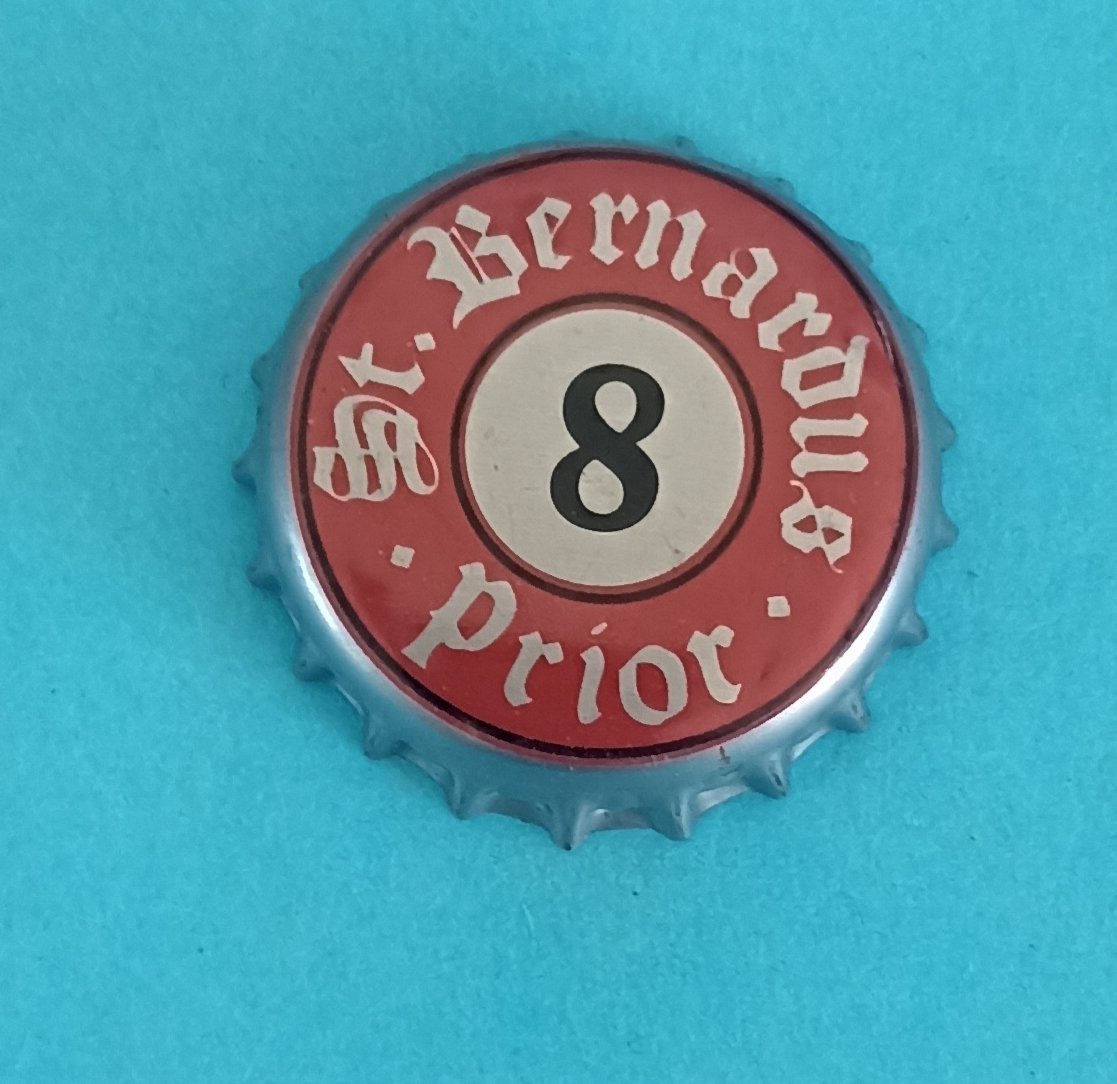 St. Bernardus
8
· Prior ·